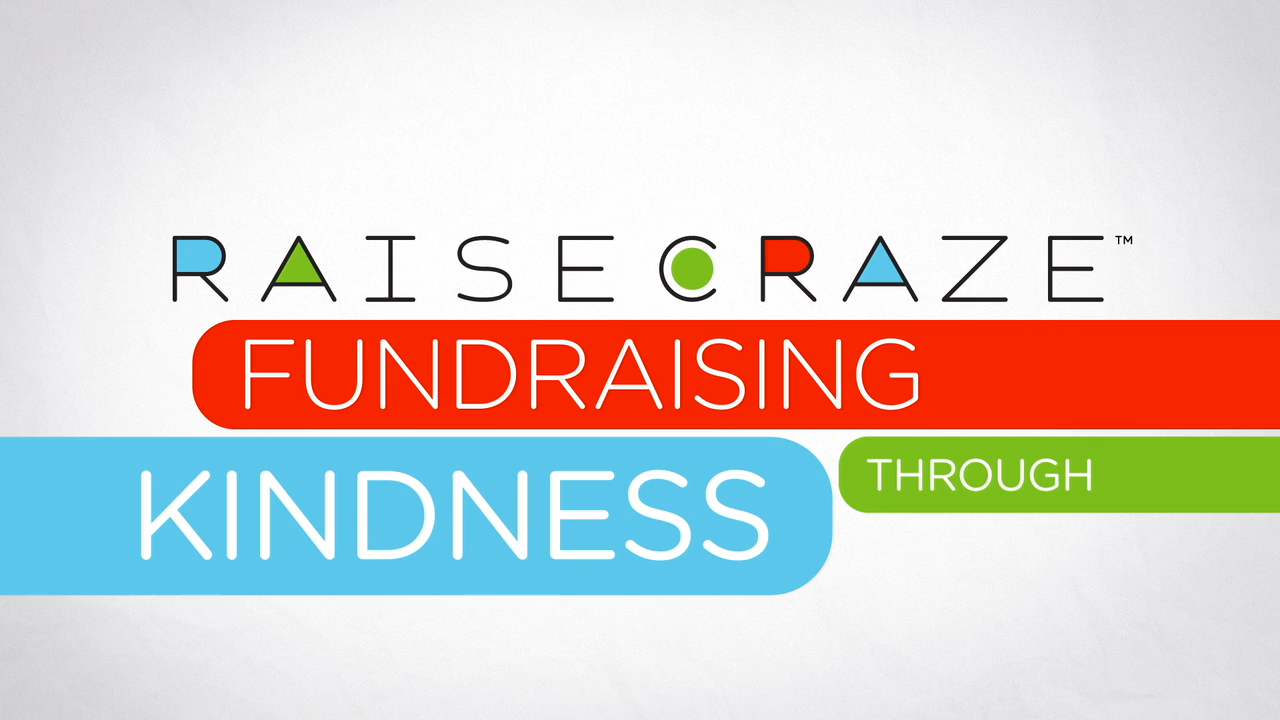 RAISECRAZE™
FUNDRAISING
KINDNESS THROUGH